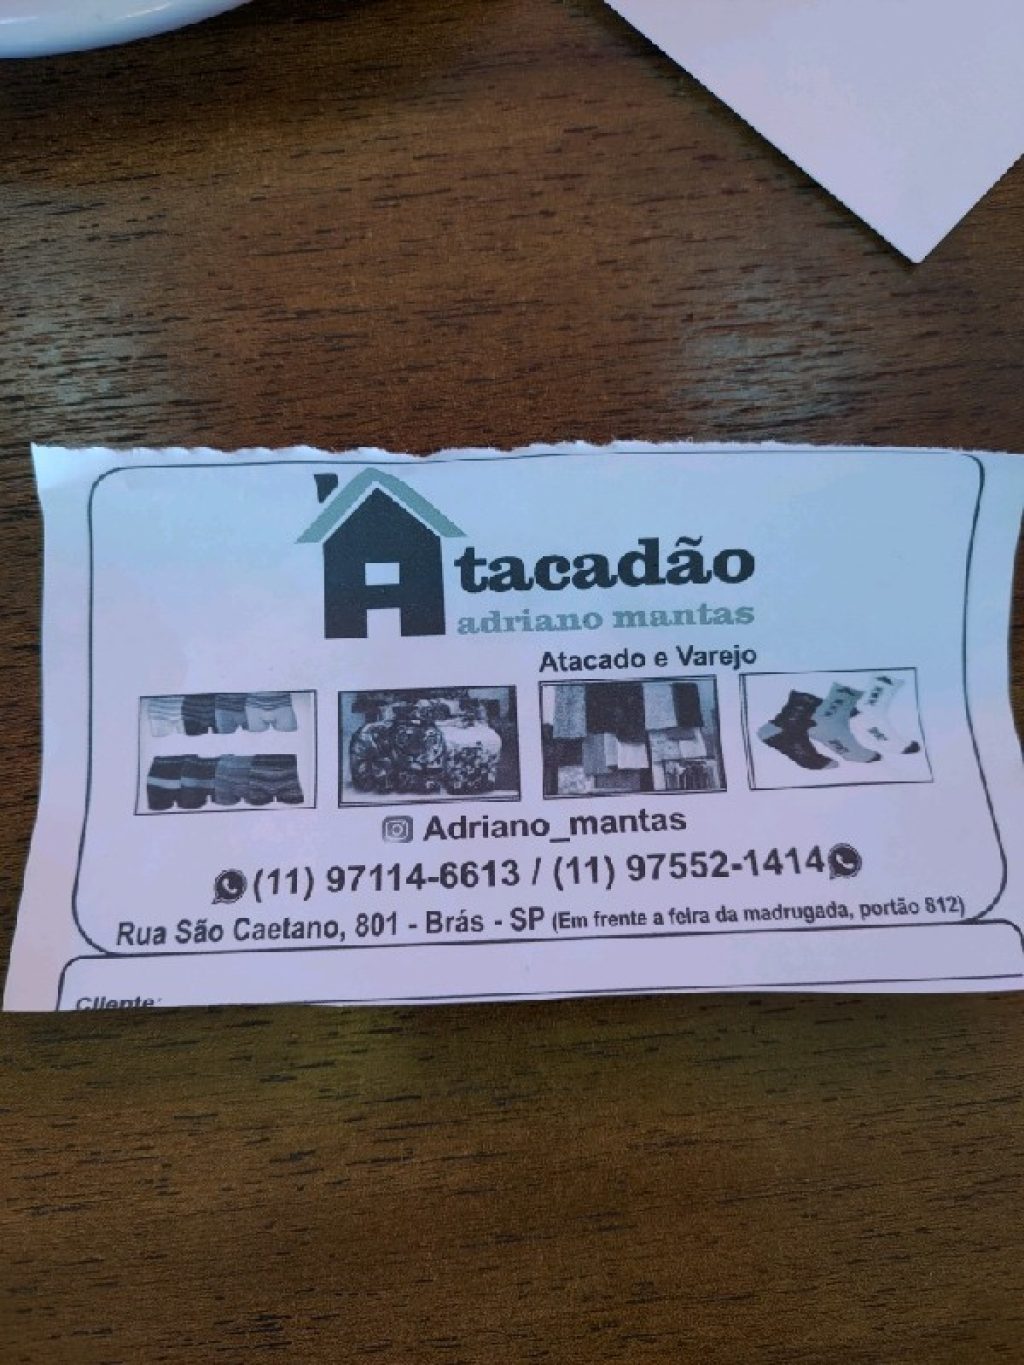 Atacadão
adriano mantas
Atacado e Varejo
Adriano_mantas
(11) 97114-6613 / (11) 97552-1414
Rua São Caetano, 801 - Brás - SP (Em frente a feira da madrugada, portão 812)
Cliente: